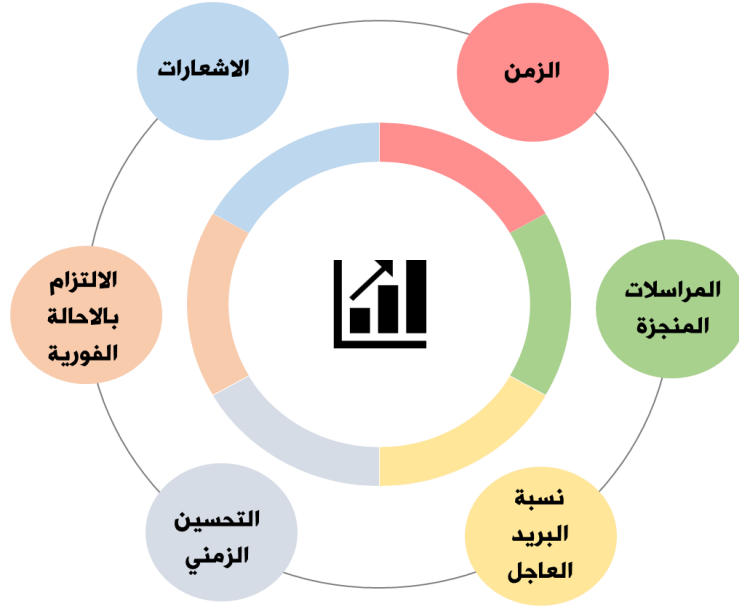 الزمن
المراسلات
المنجزة
نسبة
البريد
العاجل
التحسين
الزمني
الالتزام
بالاحالة
الفورية
الاشعارات